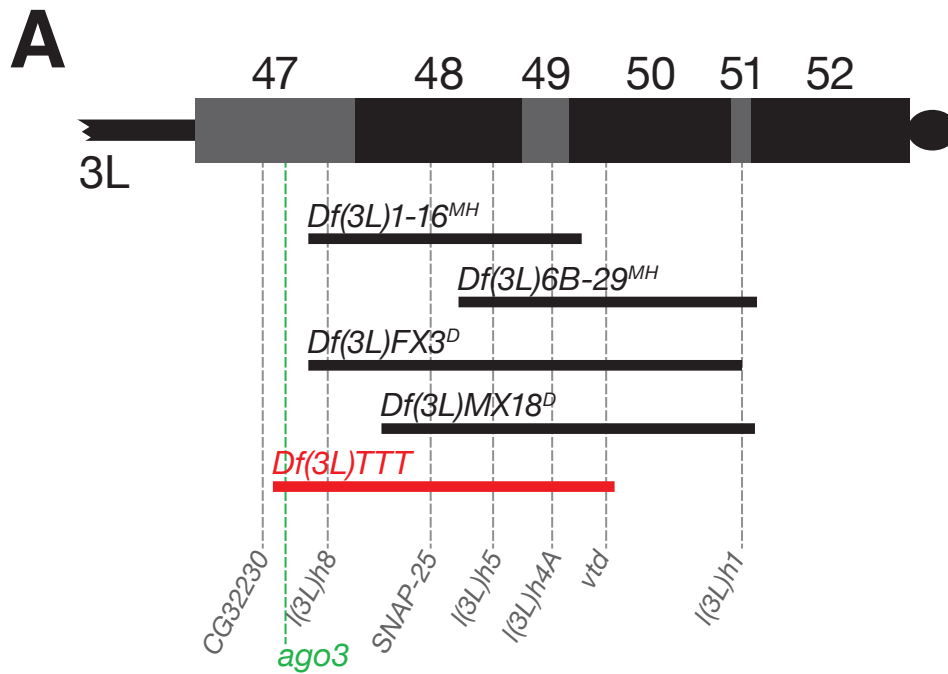 A
47 48 49 50 51 52
3L
Df(3L)1-16MH
Df(3L)6B-29MH
Df(3L)FX3D
Df(3L)MX18D
Df(3L)TTT
CG32230
l(3L)h8
SNAP-25
l(3L)h5
l(3L)h4A
vtd
l(3L)h1
ago3